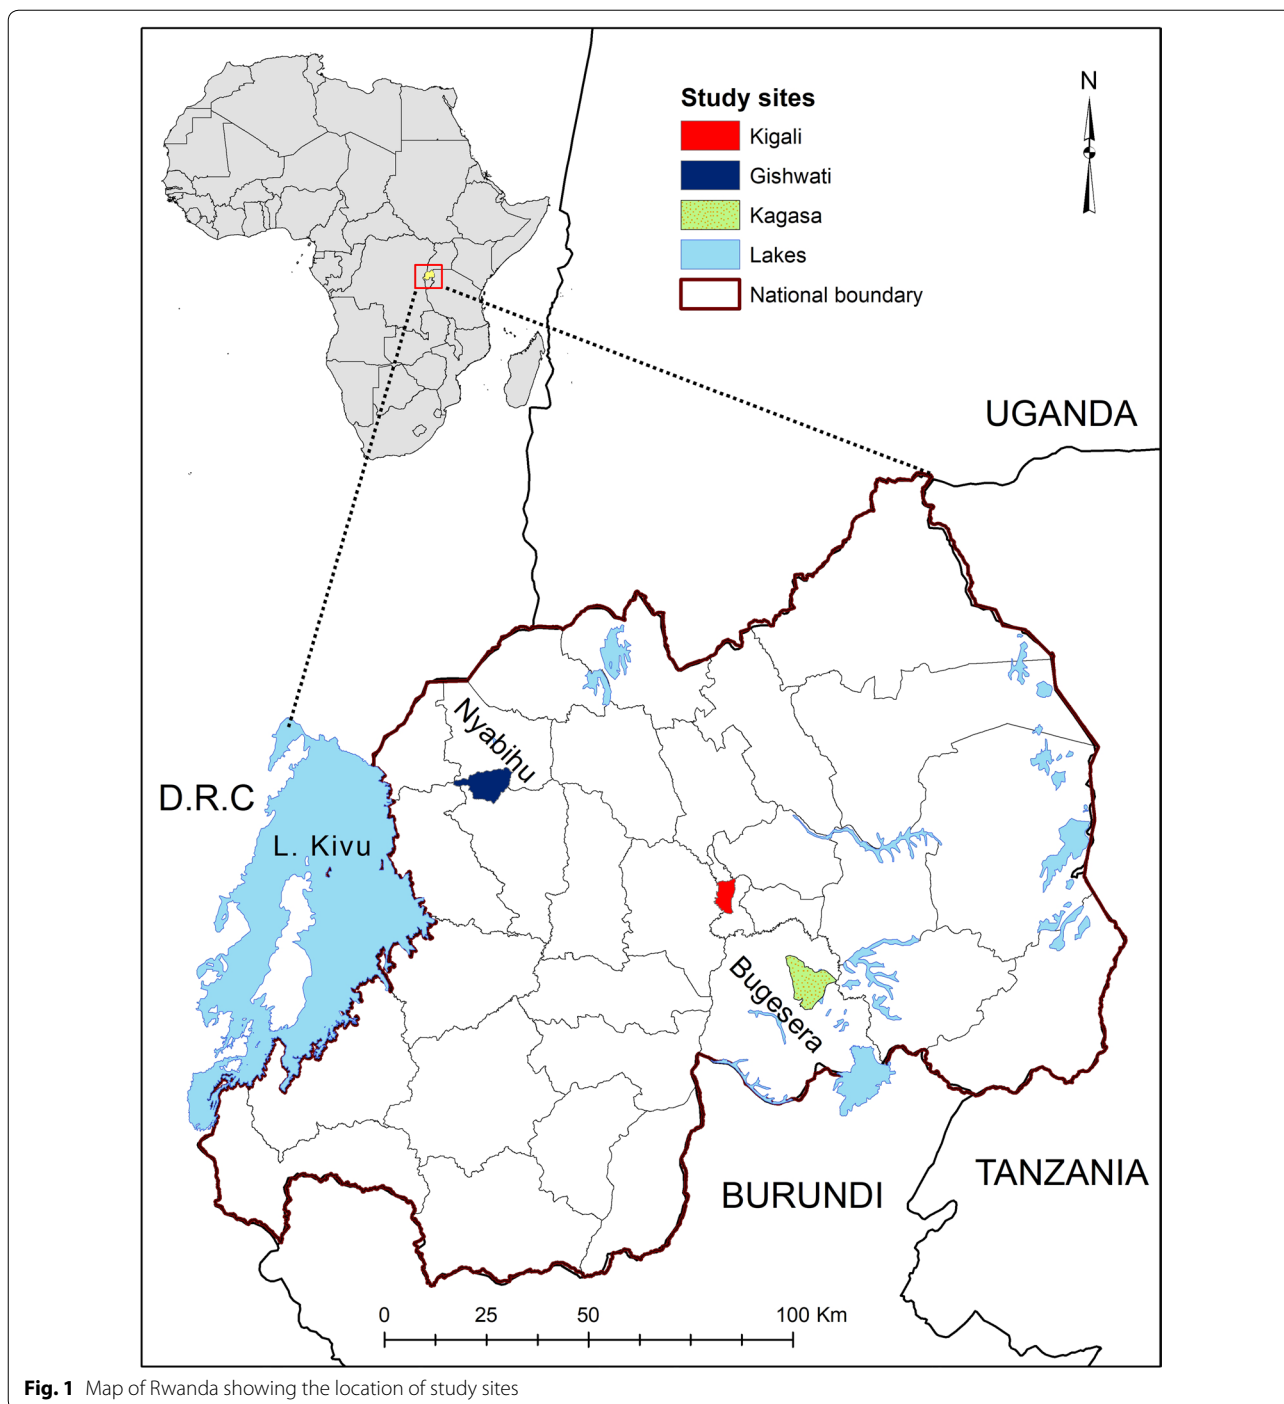 N
Study sites
Kigali
Gishwati
Kagasa
Lakes
National boundary
UGANDA
Nyabihu
D.R.C
L. Kivu
Bugesera
TANZANIA
BURUNDI
0 25 50 100 Km
Fig. 1 Map of Rwanda showing the location of study sites